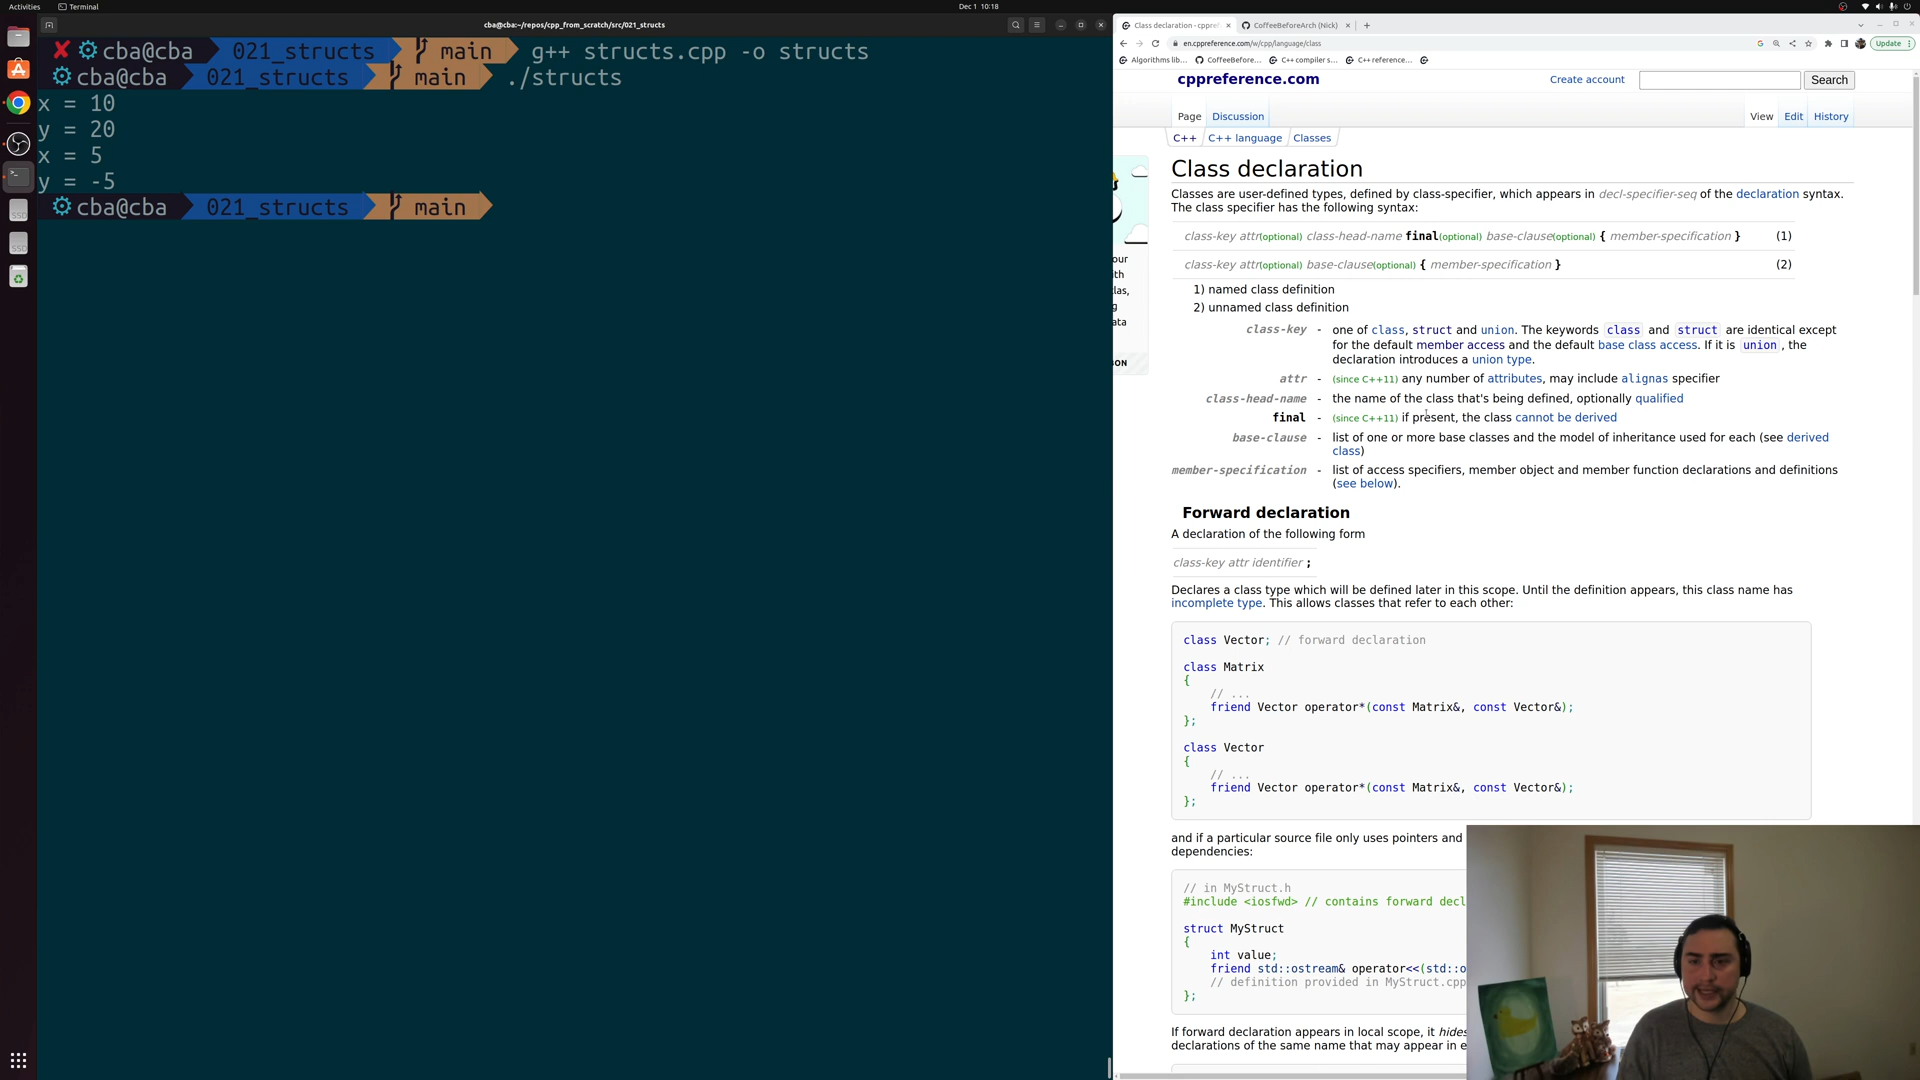 Activities
Terminal
Dec 1 10:18
cba@cba:~/repos/cpp_from_scratch/src/021_structs
✘ cba@cba 021_structs main g++ structs.cpp -o structs
cba@cba 021_structs main ./structs
x = 10
y = 20
x = 5
y = -5
cba@cba 021_structs main
SSD
SSD
Class declaration - cppref
CoffeeBeforeArch (Nick)
en.cppreference.com/w/cpp/language/class
Update
Algorithms lib...
CoffeeBefore...
C++ compiler s...
C++ reference...
cppreference.com
Create account
Search
Page
Discussion
View
Edit
History
C++
C++ language
Classes
our
ith
las,
g
ata
SON
Class declaration
Classes are user-defined types, defined by class-specifier, which appears in decl-specifier-seq of the declaration syntax.
The class specifier has the following syntax:
class-key attr(optional) class-head-name final(optional) base-clause(optional) { member-specification } (1)
class-key attr(optional) base-clause(optional) { member-specification } (2)
1) named class definition
2) unnamed class definition
class-key - one of class, struct and union. The keywords class and struct are identical except
for the default member access and the default base class access. If it is union, the
declaration introduces a union type.
attr - (since C++11) any number of attributes, may include alignas specifier
class-head-name - the name of the class that's being defined, optionally qualified
final - (since C++11) if present, the class cannot be derived
base-clause - list of one or more base classes and the model of inheritance used for each (see derived
class)
member-specification - list of access specifiers, member object and member function declarations and definitions
(see below).
Forward declaration
A declaration of the following form
class-key attr identifier ;
Declares a class type which will be defined later in this scope. Until the definition appears, this class name has
incomplete type. This allows classes that refer to each other:
class Vector; // forward declaration
class Matrix
{
// ...
friend Vector operator*(const Matrix&, const Vector&);
};
class Vector
{
// ...
friend Vector operator*(const Matrix&, const Vector&);
};
and if a particular source file only uses pointers and
dependencies:
// in MyStruct.h
#include <iosfwd> // contains forward decl
struct MyStruct
{
int value;
friend std::ostream& operator<<(std::o
// definition provided in MyStruct.cpp
};
If forward declaration appears in local scope, it hides
declarations of the same name that may appear in e